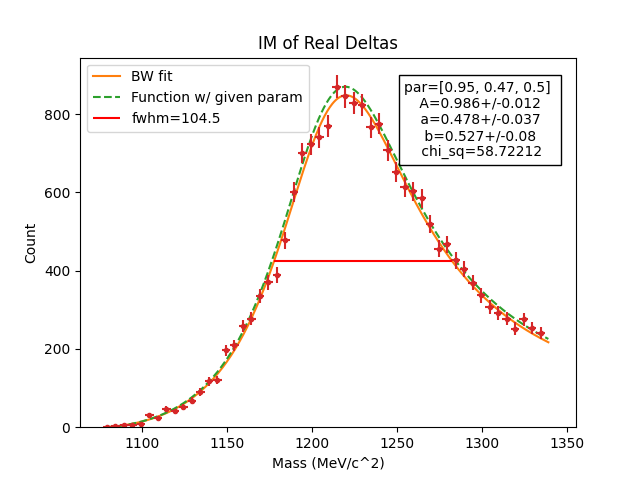 IM of Real Deltas
BW fit
Function w/ given param
fwhm=104.5
par=[0.95, 0.47, 0.5]
A=0.986+/-0.012
a=0.478+/-0.037
b=0.527+/-0.08
chi_sq=58.72212
Count
800
600
400
200
0
1100 1150 1200 1250 1300 1350
Mass (MeV/c^2)